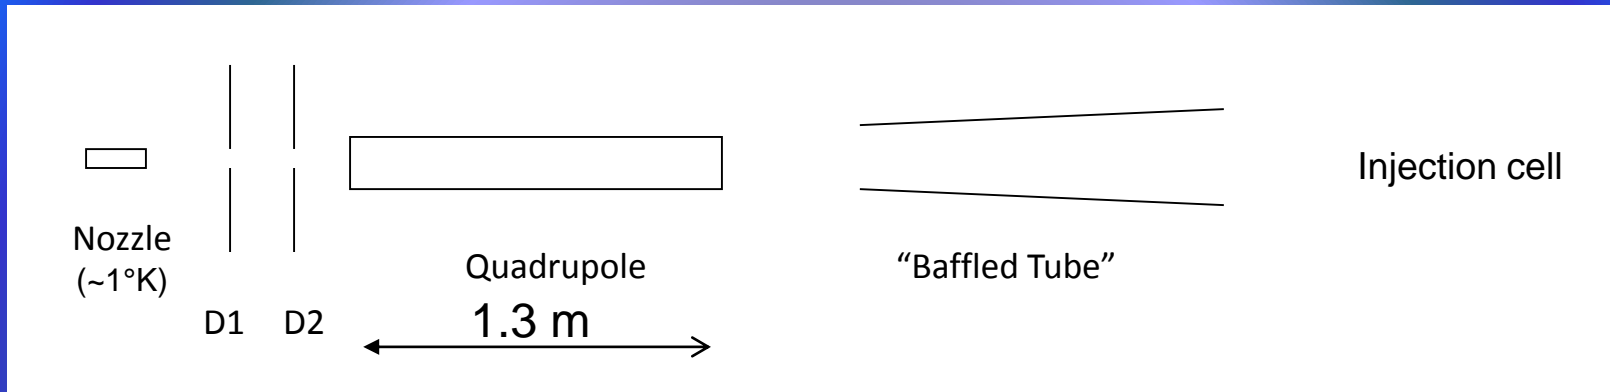 Nozzle
(~1°K)
D1
D2
Quadrupole
1.3 m
“Baffled Tube”
Injection cell